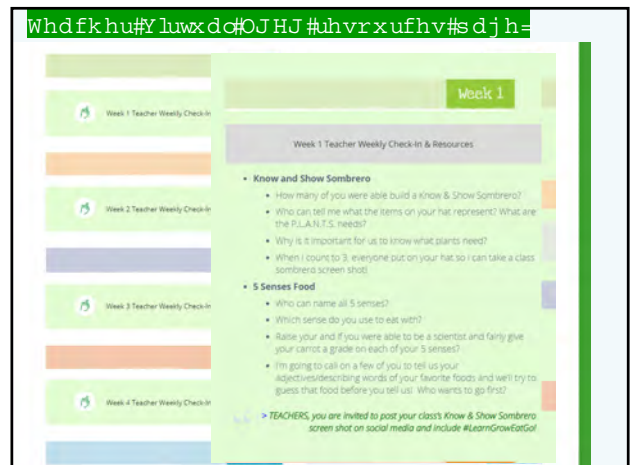 Whdfkhu#Yluwxdo#OJHJ#uhvrxufhv#sdjh=
Week 1 Teacher Weekly Check-In
Week 2 Teacher Weekly Check-In
Week 3 Teacher Weekly Check-In
Week 4 Teacher Weekly Check-In
Week 1
Week 1 Teacher Weekly Check-In & Resources
• Know and Show Sombrero
• How many of you were able build a Know & Show Sombrero?
• Who can tell me what the items on your hat represent? What are
the P.L.A.N.T.S. needs?
• Why is it important for us to know what plants need?
• When I count to 3, everyone put on your hat so I can take a class
sombrero screen shot!
• 5 Senses Food
• Who can name all 5 senses?
• Which sense do you use to eat with?
• Raise your and if you were able to be a scientist and fairly give
your carrot a grade on each of your 5 senses?
• I'm going to call on a few of you to tell us your
Adjectives/describing words of your favorite foods and we'll try to
guess that food before you tell us! Who wants to go first?
> TEACHERS, you are invited to post your class's Know & Show Sombrero
screen shot on social media and include #LearnGrowEatGo!